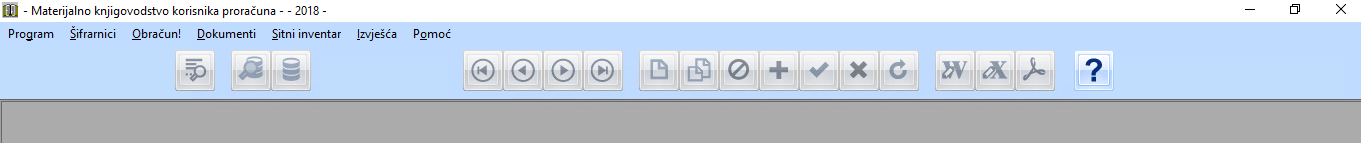 - Materijalno knjigovodstvo korisnika proračuna - - 2018 -
Program Šifrarnici Obračun! Dokumenti Sitni inventar Izvješća Pomoć
W X ?